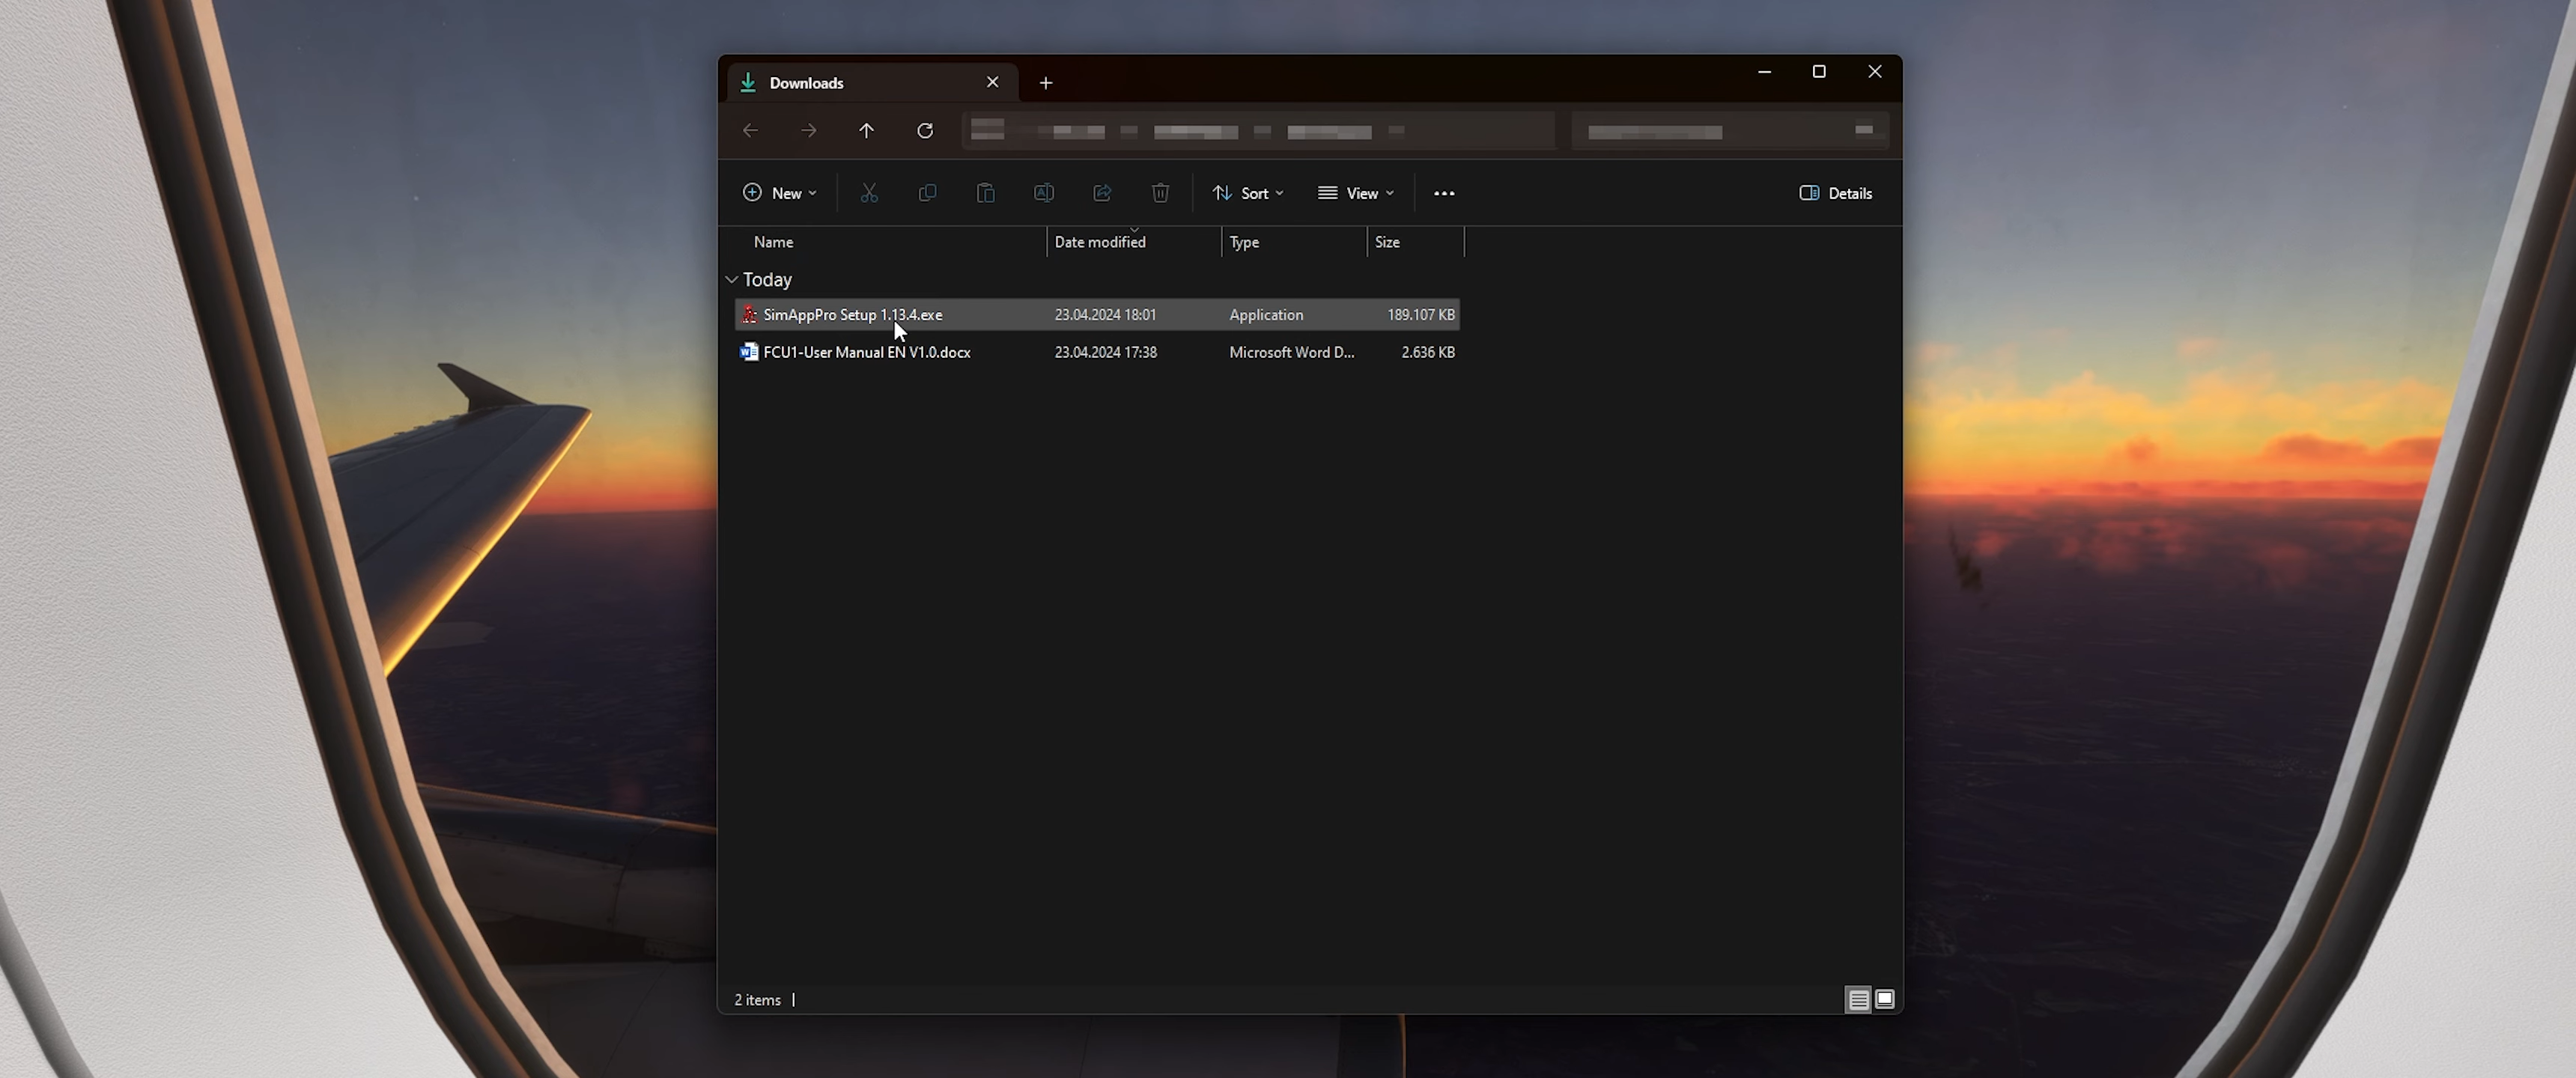 Downloads
New Sort View Details
Name Date modified Type Size
Today
SimAppPro Setup 1.13.4.exe 23.04.2024 18:01 Application 189.107 KB
FCU1-User Manual EN V1.0.docx 23.04.2024 17:38 Microsoft Word D... 2.636 KB
2 items